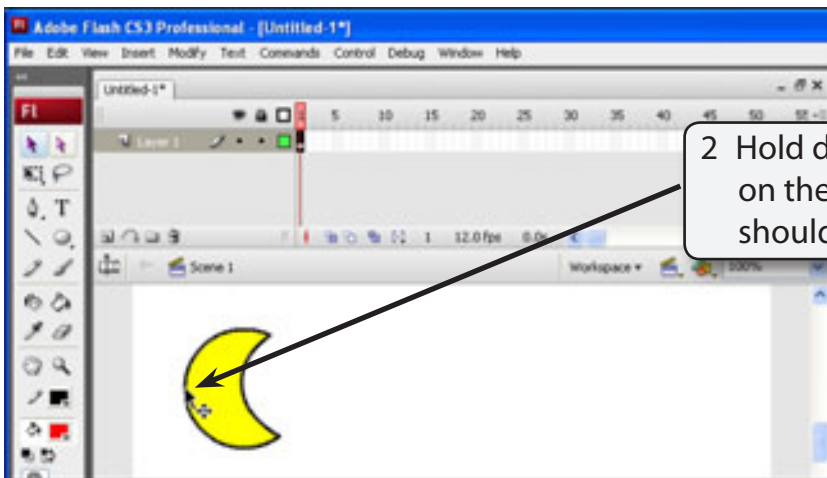 Adobe Flash CS3 Professional - [Untitled-1*]
File Edit View Insert Modify Text Commands Control Debug Window Help
Untitled-1*
Fl
5 10 15 20 25 30 35 40 45 50 55
Layer 1
2 Hold d
on the
should
T
1 12.0 fps 0.0s
Scene 1
Workspace
100%